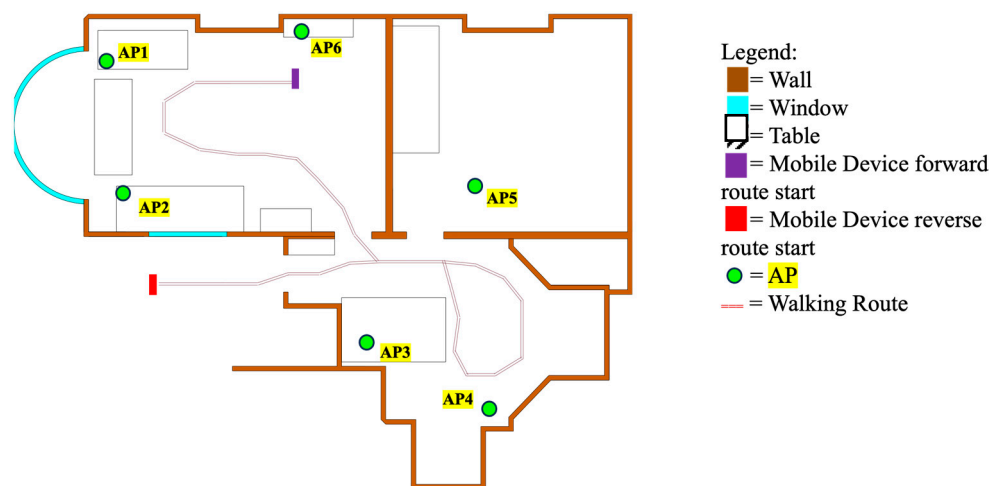 AP1
AP6
AP2
AP5
AP3
AP4
Legend:
= Wall
= Window
= Table
= Mobile Device forward
route start
= Mobile Device reverse
route start
= AP
= Walking Route